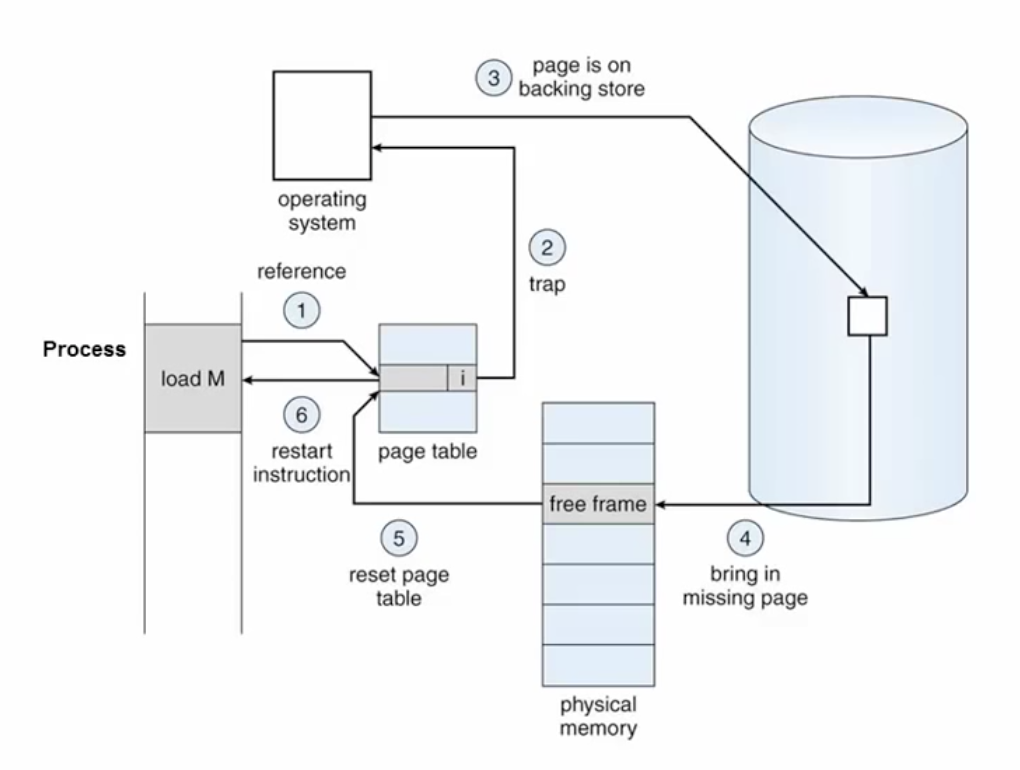 3
page is on
backing store
operating
system
2
trap
reference
1
Process
load M
i
6
restart
instruction
page table
free frame
5
reset page
table
4
bring in
missing page
physical
memory